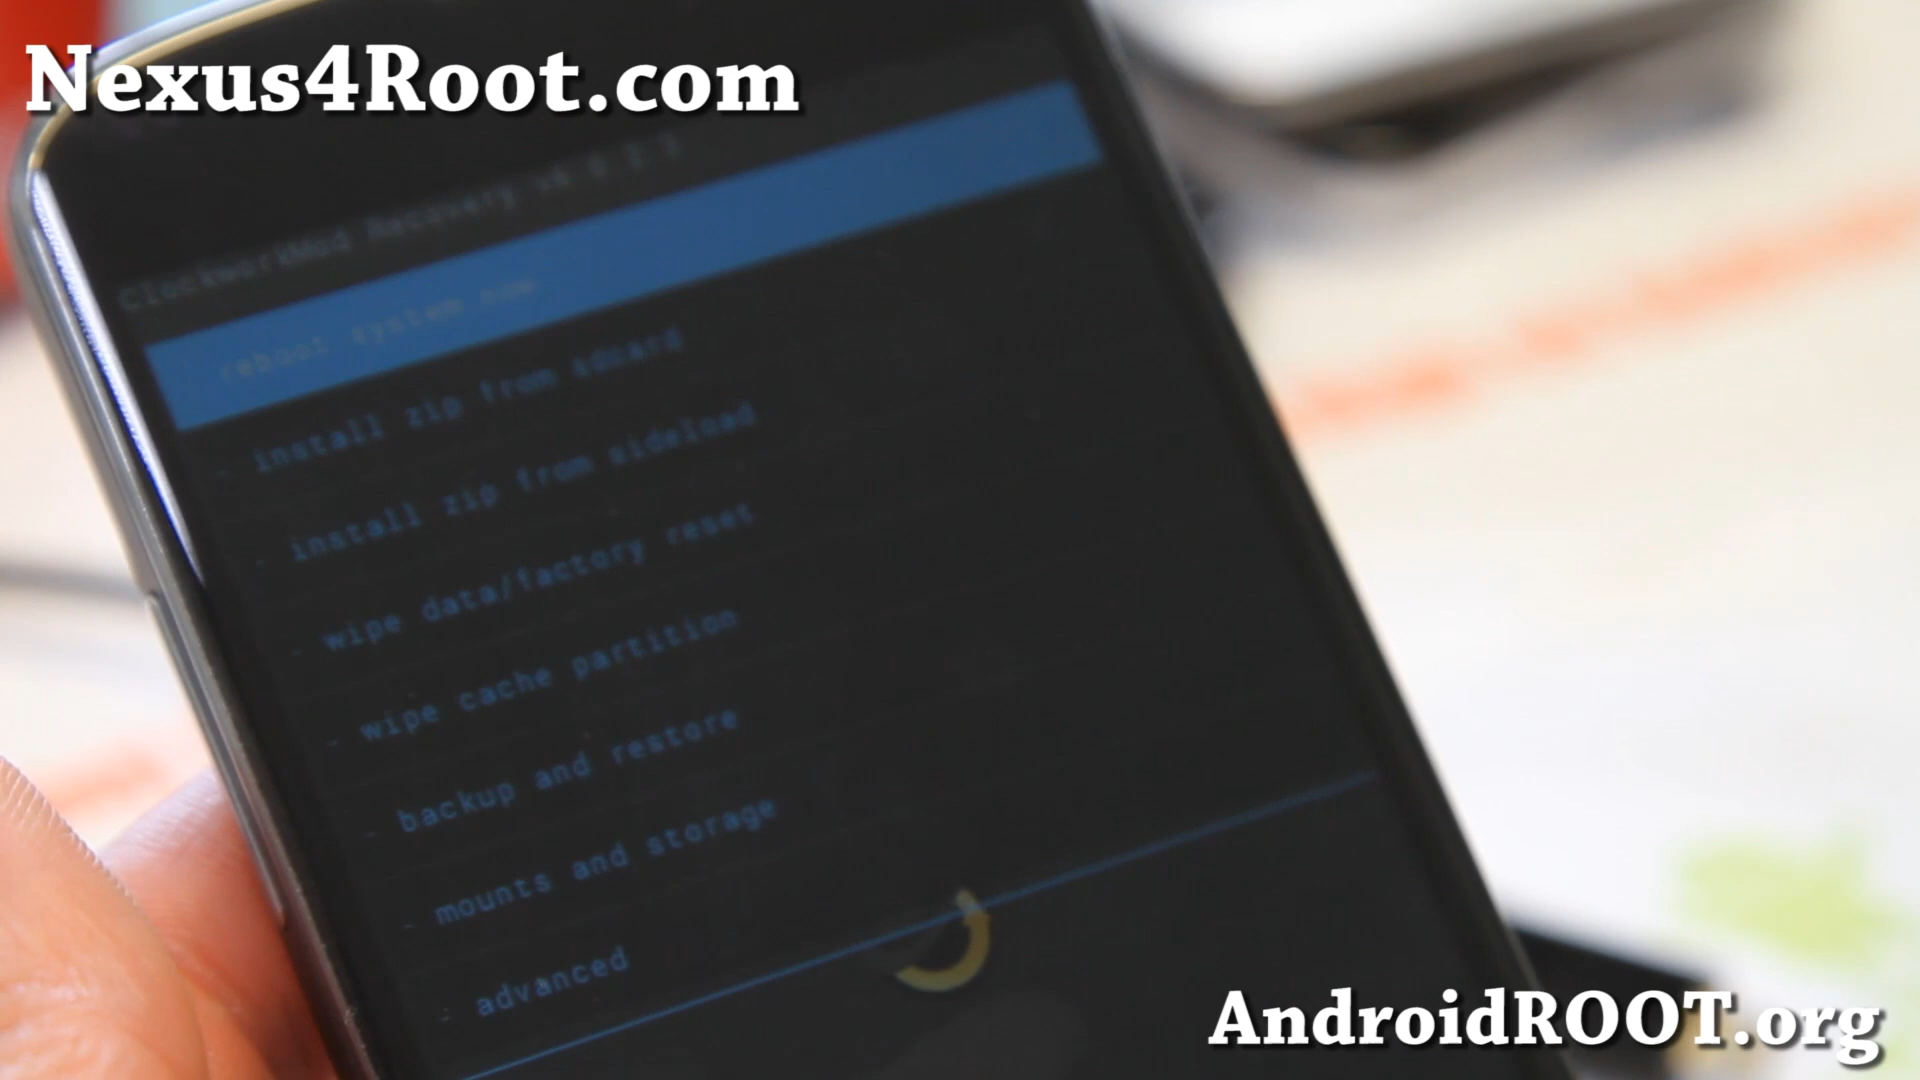 Nexus4Root.com
ClockworkMod Recovery
reboot system now
- install zip from sdcard
- install zip from sideload
- wipe data/factory reset
- wipe cache partition
- backup and restore
- mounts and storage
- advanced
AndroidROOT.org